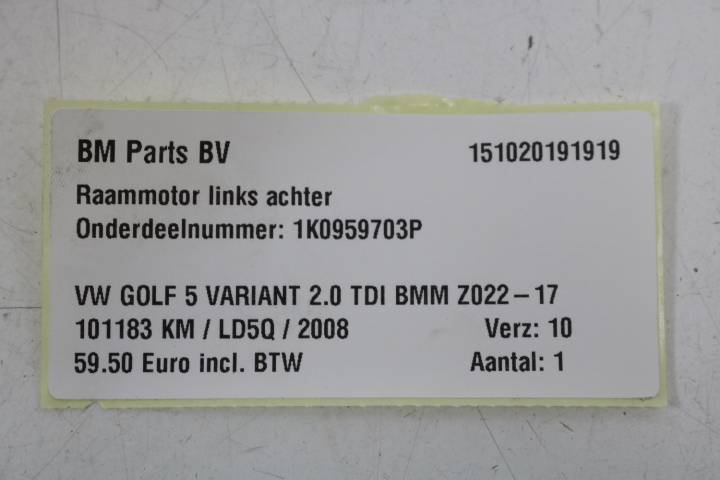 BM Parts BV 151020191919
Raammotor links achter
Onderdeelnummer: 1K0959703P
VW GOLF 5 VARIANT 2.0 TDI BMM Z022-17
101183 KM / LD5Q / 2008 Verz: 10
59.50 Euro incl. BTW Aantal: 1